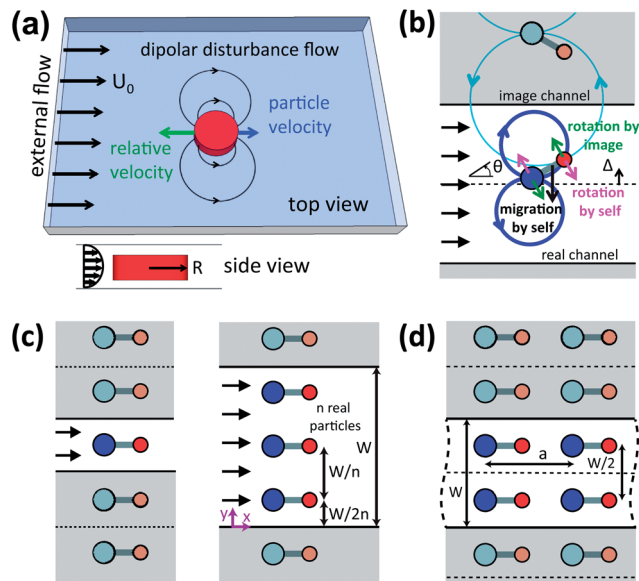 (a)
external flow
U0
dipolar disturbance flow
relative
velocity
particle
velocity
top view
R
side view
(b)
image channel
rotation by
image
θ
Δ
migration
by self
rotation
by self
real channel
(c)
n real
particles
W
W/n
W/2n
y
x
(d)
a
W
W/2